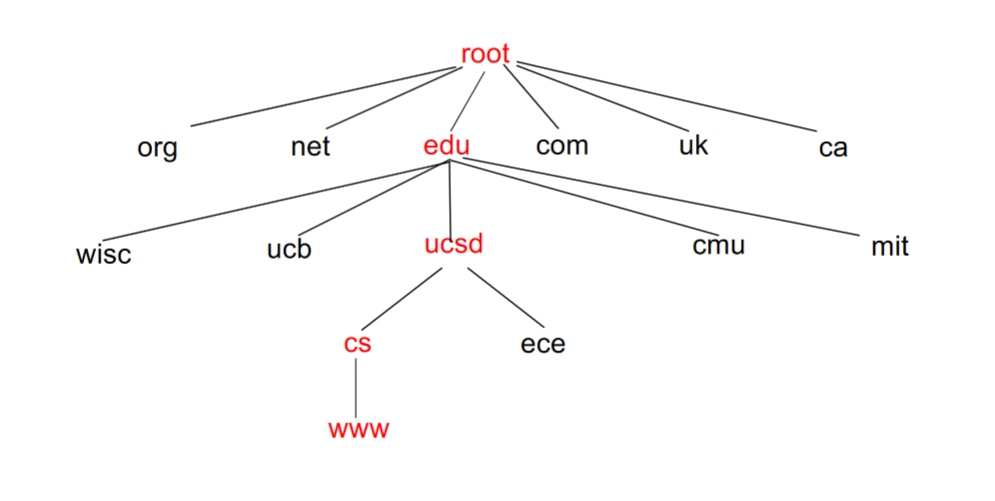 root
org net edu com uk ca
wisc ucb ucsd cmu mit
cs ece
www